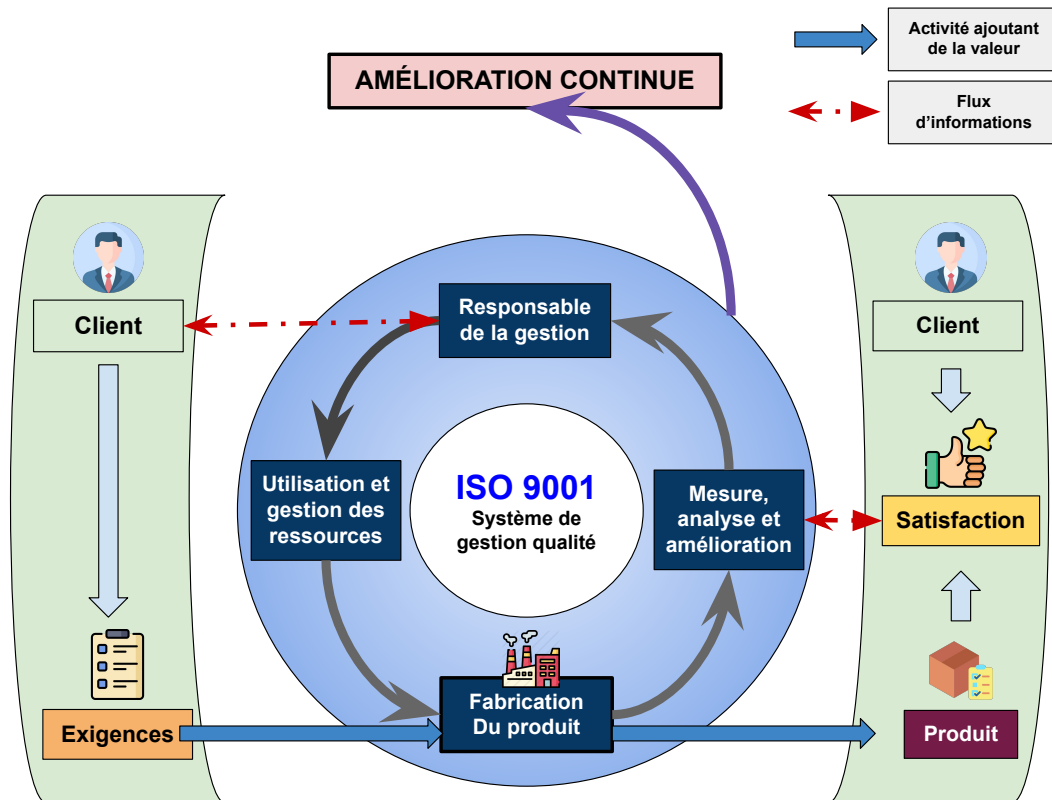 Activité ajoutant
de la valeur
AMÉLIORATION CONTINUE
Flux
d'informations
Client
Responsable
de la gestion
Client
Utilisation et
gestion des
ressources
ISO 9001
Système de
gestion qualité
Mesure,
analyse et
amélioration
Satisfaction
Exigences
Fabrication
Du produit
Produit